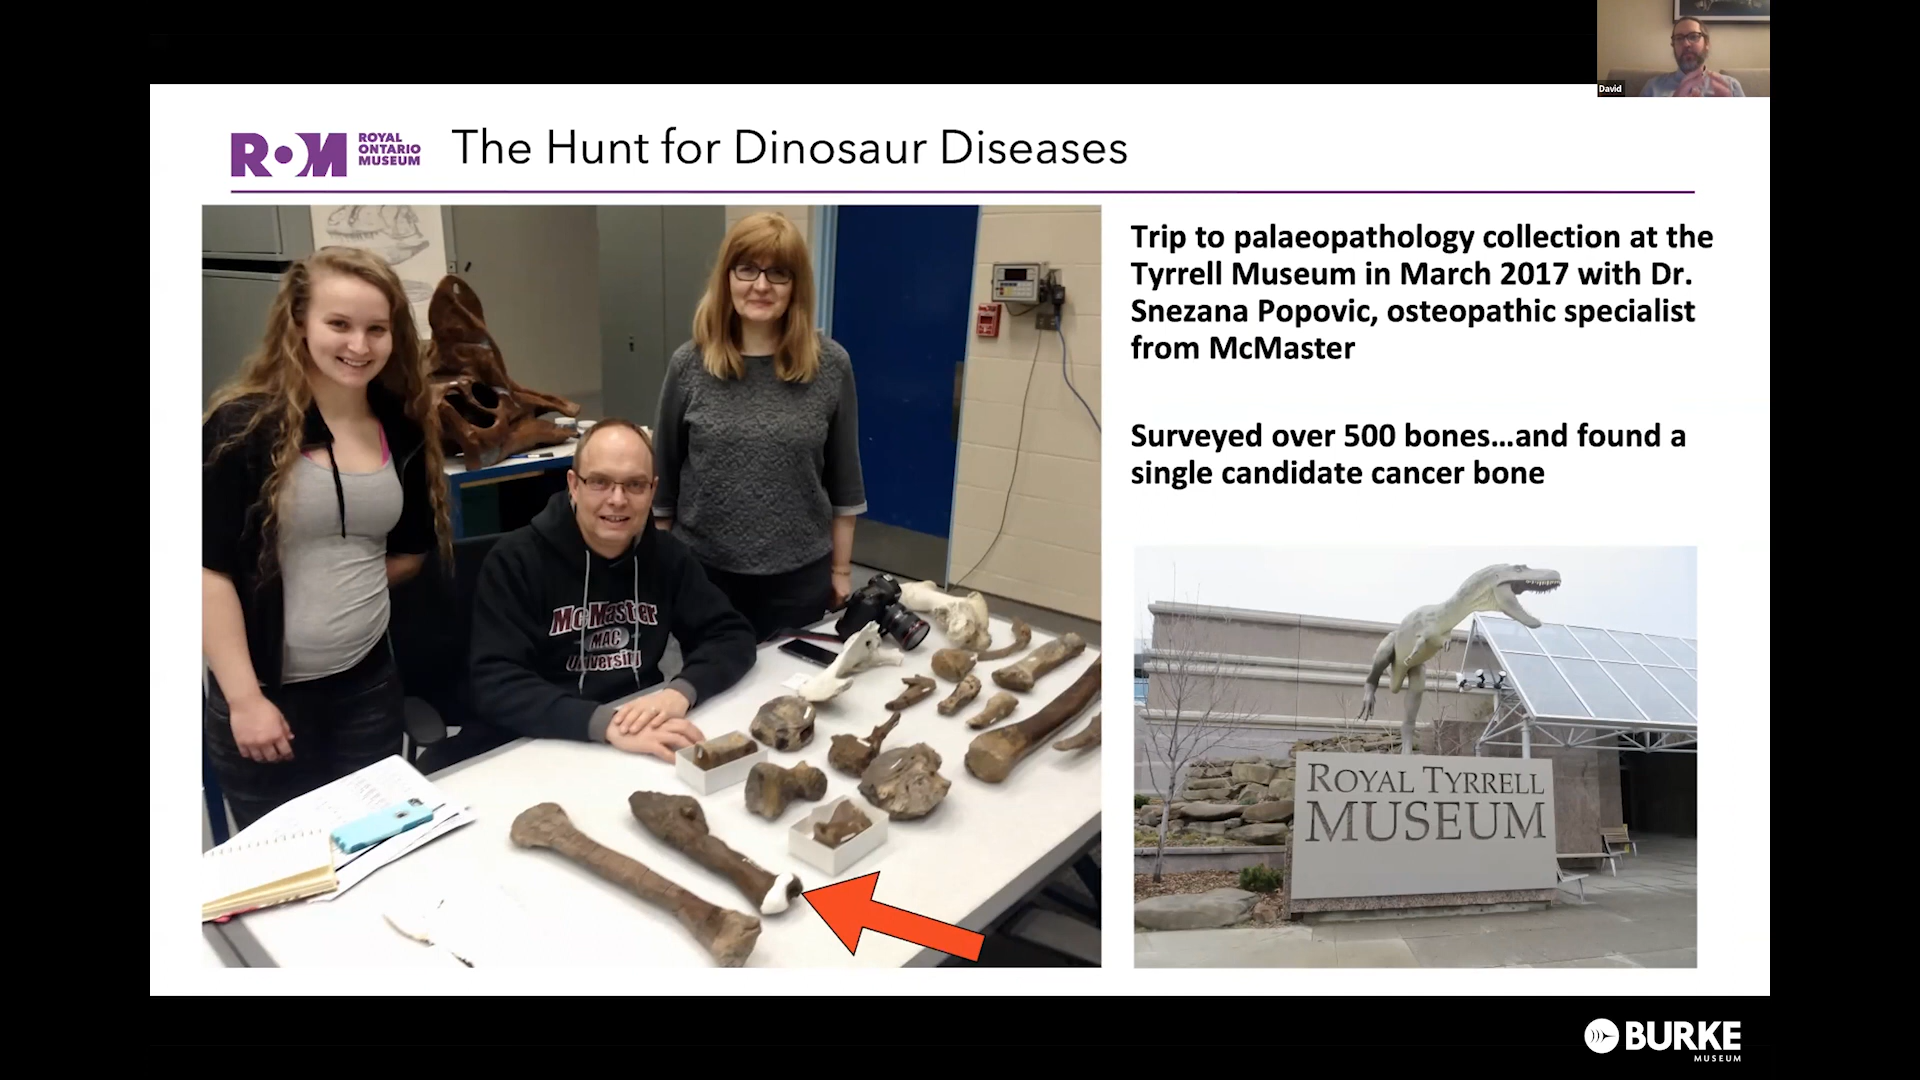 David
ROM
ROYAL
ONTARIO
MUSEUM
The Hunt for Dinosaur Diseases
Trip to palaeopathology collection at the
Tyrrell Museum in March 2017 with Dr.
Snezana Popovic, osteopathic specialist
from McMaster
Surveyed over 500 bones…and found a
single candidate cancer bone
McMaster
MAC
University
ROYAL TYRRELL
MUSEUM
BURKE
MUSEUM